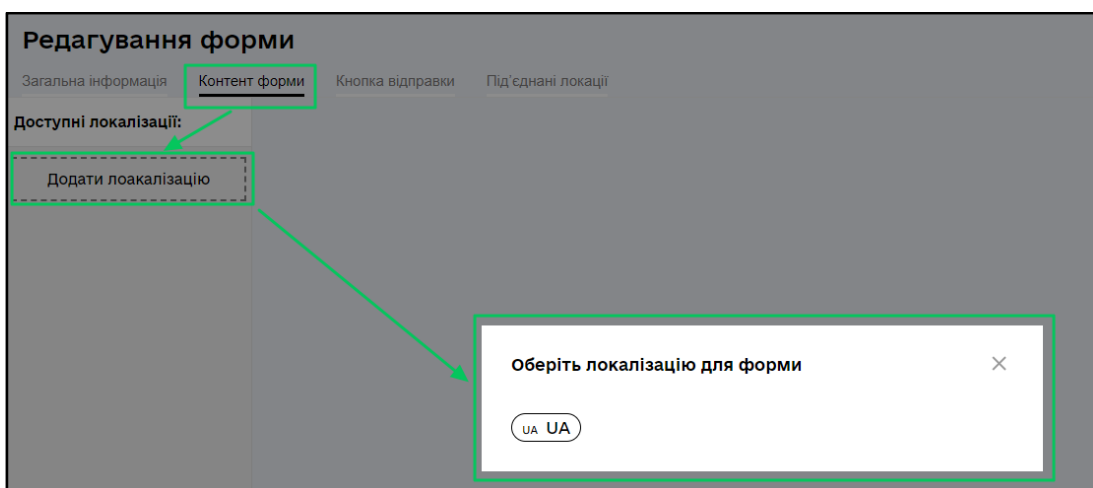 Редагування форми
Загальна інформація Контент форми Кнопка відправки Під'єднані локації
Доступні локалізації:
Додати лоакалізацію
Оберіть локалізацію для форми
UA UA